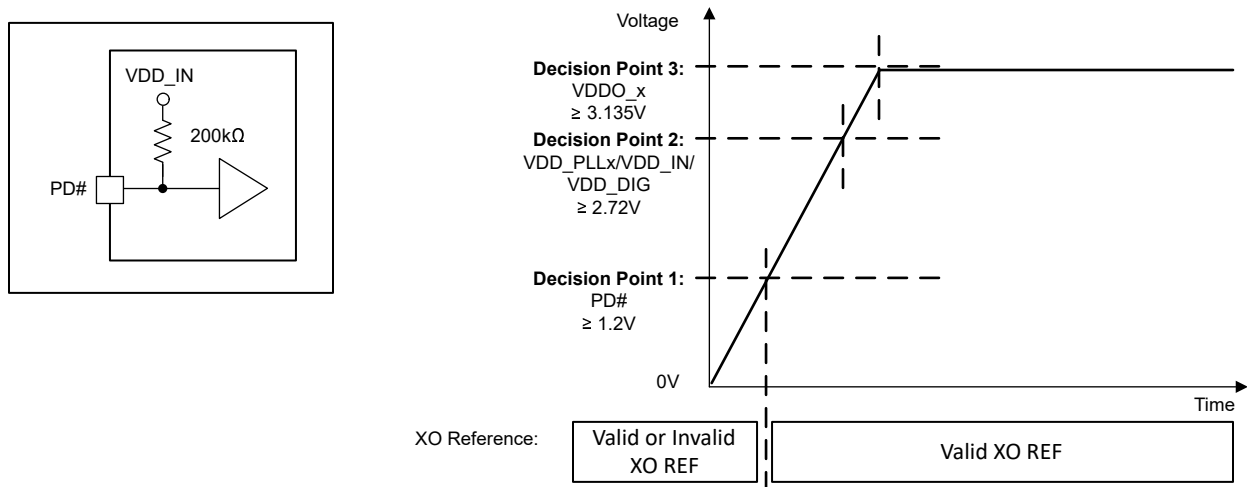 VDD_IN
200kΩ
PD#
Voltage
Decision Point 3:
VDDO_x
≥ 3.135V
Decision Point 2:
VDD_PLLx/VDD_IN/
VDD_DIG
≥ 2.72V
Decision Point 1:
PD#
≥ 1.2V
0V
Time
XO Reference:
Valid or Invalid
XO REF
Valid XO REF